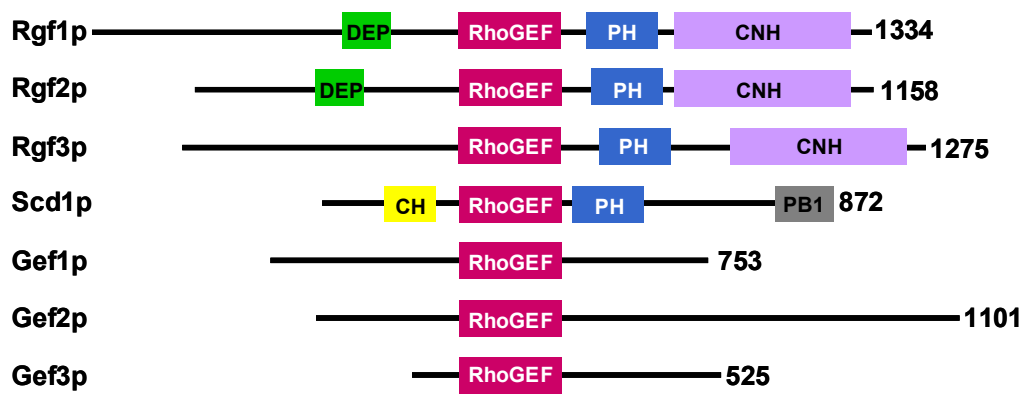 Rgf1p DEP RhoGEF PH CNH 1334
Rgf2p DEP RhoGEF PH CNH 1158
Rgf3p RhoGEF PH CNH 1275
Scd1p CH RhoGEF PH PB1 872
Gef1p RhoGEF 753
Gef2p RhoGEF 1101
Gef3p RhoGEF 525